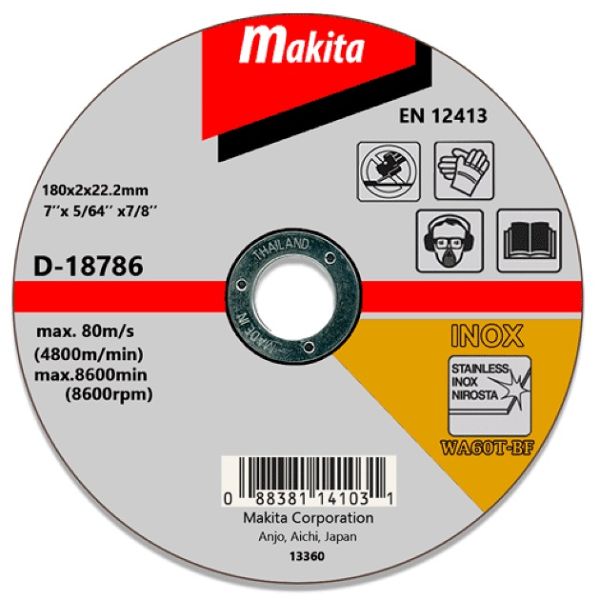 Makita
EN 12413
180x2x22.2mm
7''x 5/64'' x7/8''
THAILAND
MADE IN
D-18786
max. 80m/s
(4800m/min)
max.8600min
(8600rpm)
INOX
STAINLESS
INOX
NIROSTA
WA60T-BF
0 88381 14103 1
Makita Corporation
Anjo, Aichi, Japan
13360